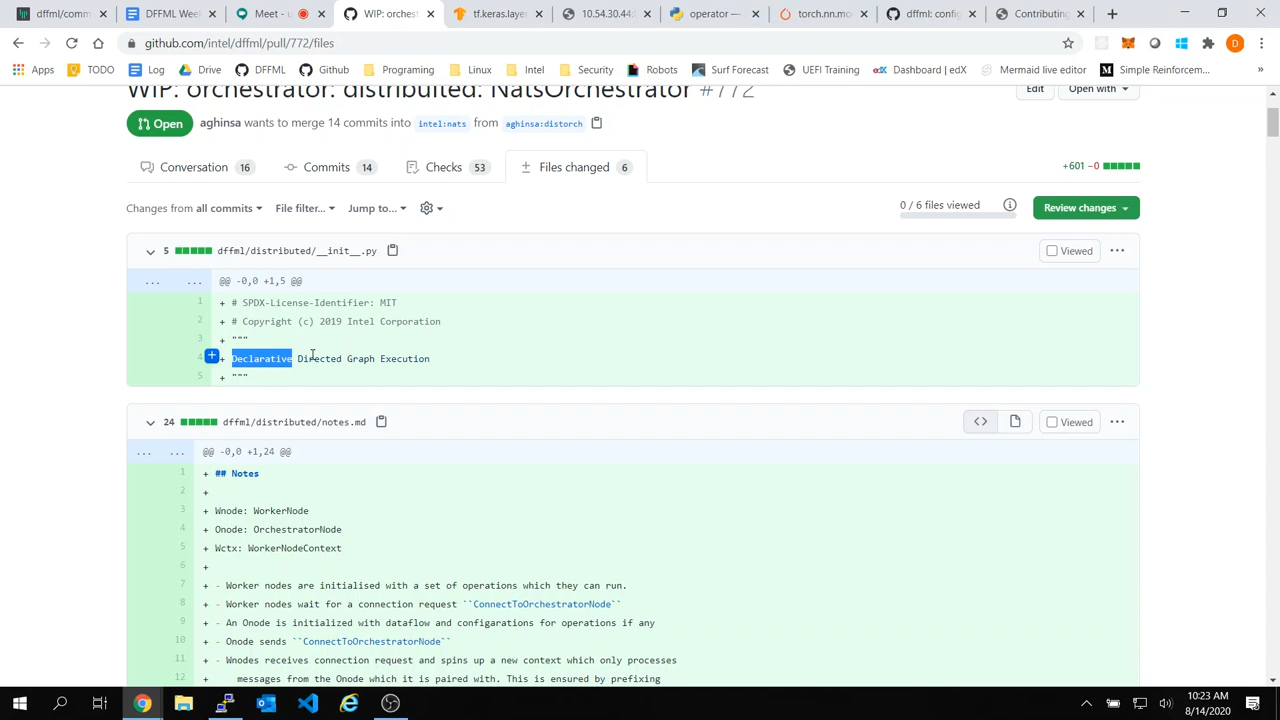 dffml/comm
DFFML Week
Meet - u
WIP: orchest
tf.keras.layer
10.54.30.44:
operator —
torch.nn.mo
dffml: config
Contributing
github.com/intel/dffml/pull/772/files
D
Apps
TODO
Log
Drive
DFFML
Github
Programing
Linux
Intel
Security
Robots
Surf Forecast
UEFI Training
Dashboard | edX
Mermaid live editor
Simple Reinforcem...
»
WIP: orchestrator: distributed: NatsOrchestrator #772
Edit
Open with
Open
aghinsa wants to merge 14 commits into intel:nats from aghinsa:distorch
Conversation 16
Commits 14
Checks 53
Files changed 6
+601 −0
Changes from all commits
File filter...
Jump to...
0 / 6 files viewed
Review changes
5 dffml/distributed/__init__.py
Viewed
... ... @@ -0,0 +1,5 @@
1 + # SPDX-License-Identifier: MIT
2 + # Copyright (c) 2019 Intel Corporation
3 + """
4 + Declarative Directed Graph Execution
5 + """
24 dffml/distributed/notes.md
Viewed
... ... @@ -0,0 +1,24 @@
1 + ## Notes
2 +
3 + Wnode: WorkerNode
4 + Onode: OrchestratorNode
5 + Wctx: WorkerNodeContext
6 +
7 + - Worker nodes are initialised with a set of operations which they can run.
8 + - Worker nodes wait for a connection request ``ConnectToOrchestratorNode``
9 + - An Onode is initialized with dataflow and configarations for operations if any
10 + - Onode sends ``ConnectToOrchestratorNode``
11 + - Wnodes receives connection request and spins up a new context which only processes
12 + messages from the Onode which it is paired with. This is ensured by prefixing
10:23 AM
8/14/2020